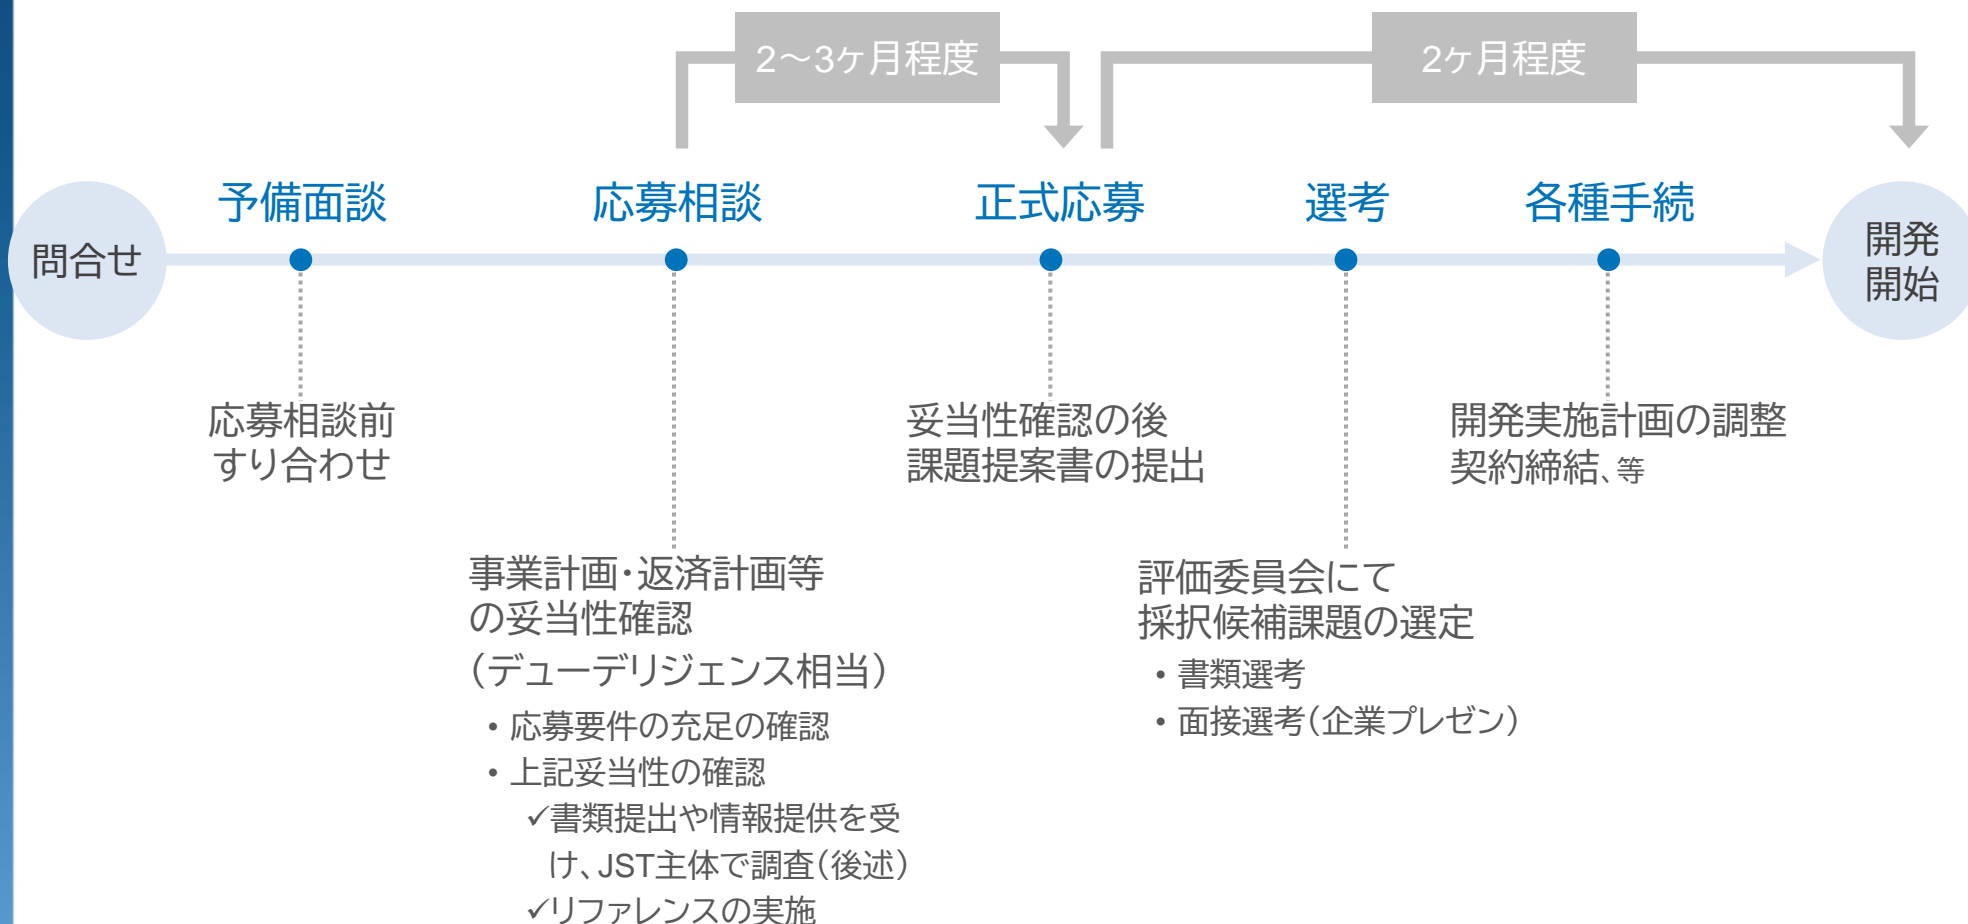 2～3ヶ月程度
2ヶ月程度
予備面談
応募相談
正式応募
選考
各種手続
問合せ
開発
開始
応募相談前
すり合わせ
妥当性確認の後
課題提案書の提出
開発実施計画の調整
契約締結、等
事業計画・返済計画等
の妥当性確認
（デューデリジェンス相当）
・応募要件の充足の確認
・上記妥当性の確認
✓書類提出や情報提供を受
け、JST主体で調査（後述）
✓リファレンスの実施
評価委員会にて
採択候補課題の選定
・書類選考
・面接選考（企業プレゼン）